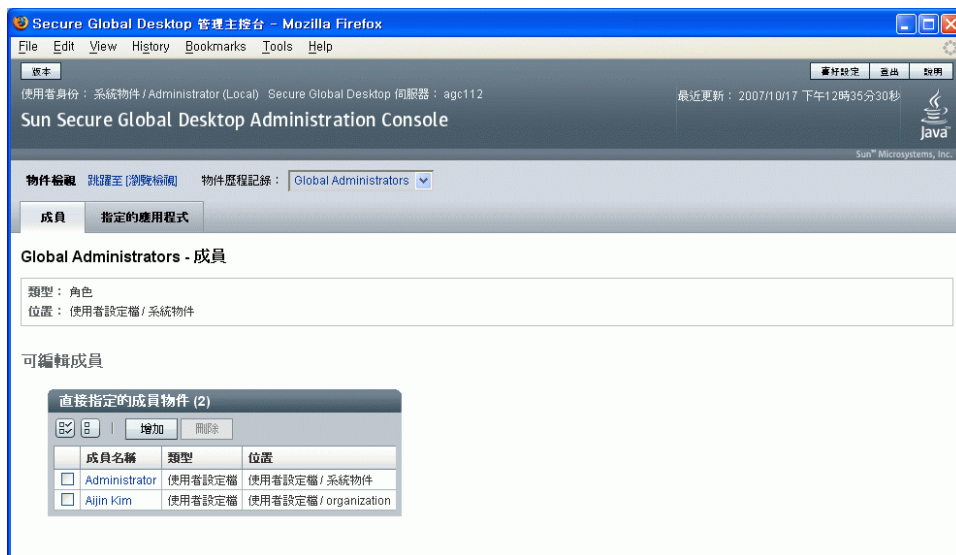 Secure Global Desktop 管理主控台 - Mozilla Firefox
File Edit View History Bookmarks Tools Help
版本 喜好設定 登出 說明
使用者身份： 系統物件 / Administrator (Local) Secure Global Desktop 伺服器： agc112 最近更新： 2007/10/17 下午12時35分30秒
Sun Secure Global Desktop Administration Console
Java™
Sun™ Microsystems, Inc.
物件檢視 跳躍至 [瀏覽檢視] 物件歷程記錄： Global Administrators
成員 指定的應用程式
Global Administrators - 成員
類型： 角色
位置： 使用者設定檔 / 系統物件
可編輯成員
直接指定的成員物件 (2)
增加 刪除
成員名稱 類型 位置
Administrator 使用者設定檔 使用者設定檔 / 系統物件
Aijin Kim 使用者設定檔 使用者設定檔 / organization